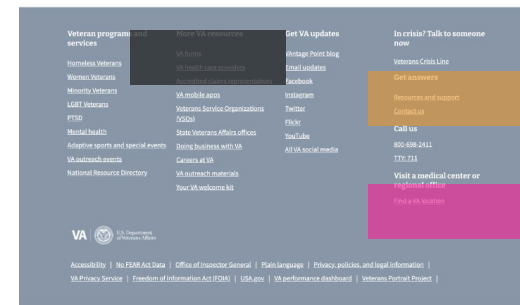 Veteran programs and
services
Homeless Veterans
Women Veterans
Minority Veterans
LGBT Veterans
PTSD
Mental health
Adaptive sports and special events
VA outreach events
National Resource Directory
More VA resources
VA forms
VA health care providers
Accredited claims representatives
VA mobile apps
Veterans Service Organizations
(VSOs)
State Veterans Affairs offices
Doing business with VA
Careers at VA
VA outreach materials
Your VA welcome kit
Get VA updates
VAntage Point blog
Email updates
Facebook
Instagram
Twitter
Flickr
YouTube
All VA social media
In crisis? Talk to someone
now
Veterans Crisis Line
Get answers
Resources and support
Contact us
Call us
800-698-2411
TTY: 711
Visit a medical center or
regional office
Find a VA location
VA
U.S. Department
of Veterans Affairs
Accessibility | No FEAR Act Data | Office of Inspector General | Plain language | Privacy, policies, and legal information |
VA Privacy Service | Freedom of Information Act (FOIA) | USA.gov | VA performance dashboard | Veterans Portrait Project |